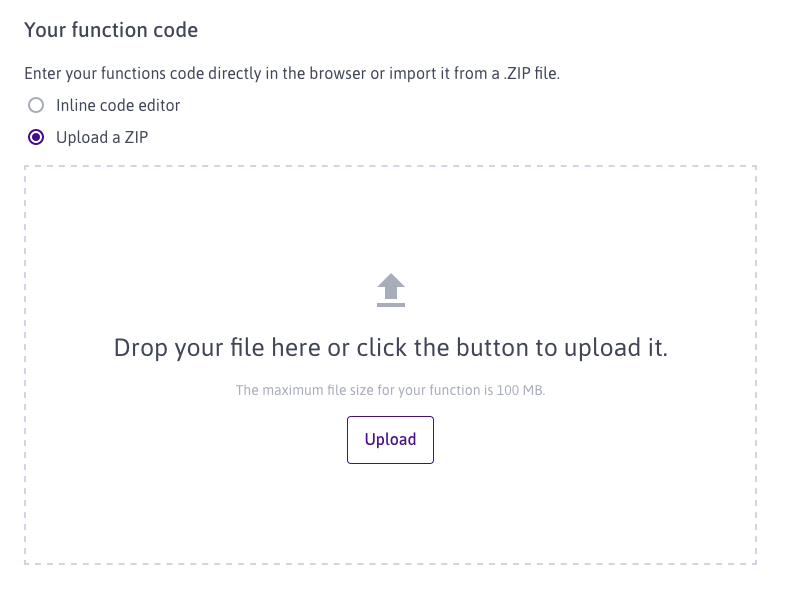 Your function code
Enter your functions code directly in the browser or import it from a .ZIP file.
Inline code editor
Upload a ZIP
Drop your file here or click the button to upload it.
The maximum file size for your function is 100 MB.
Upload